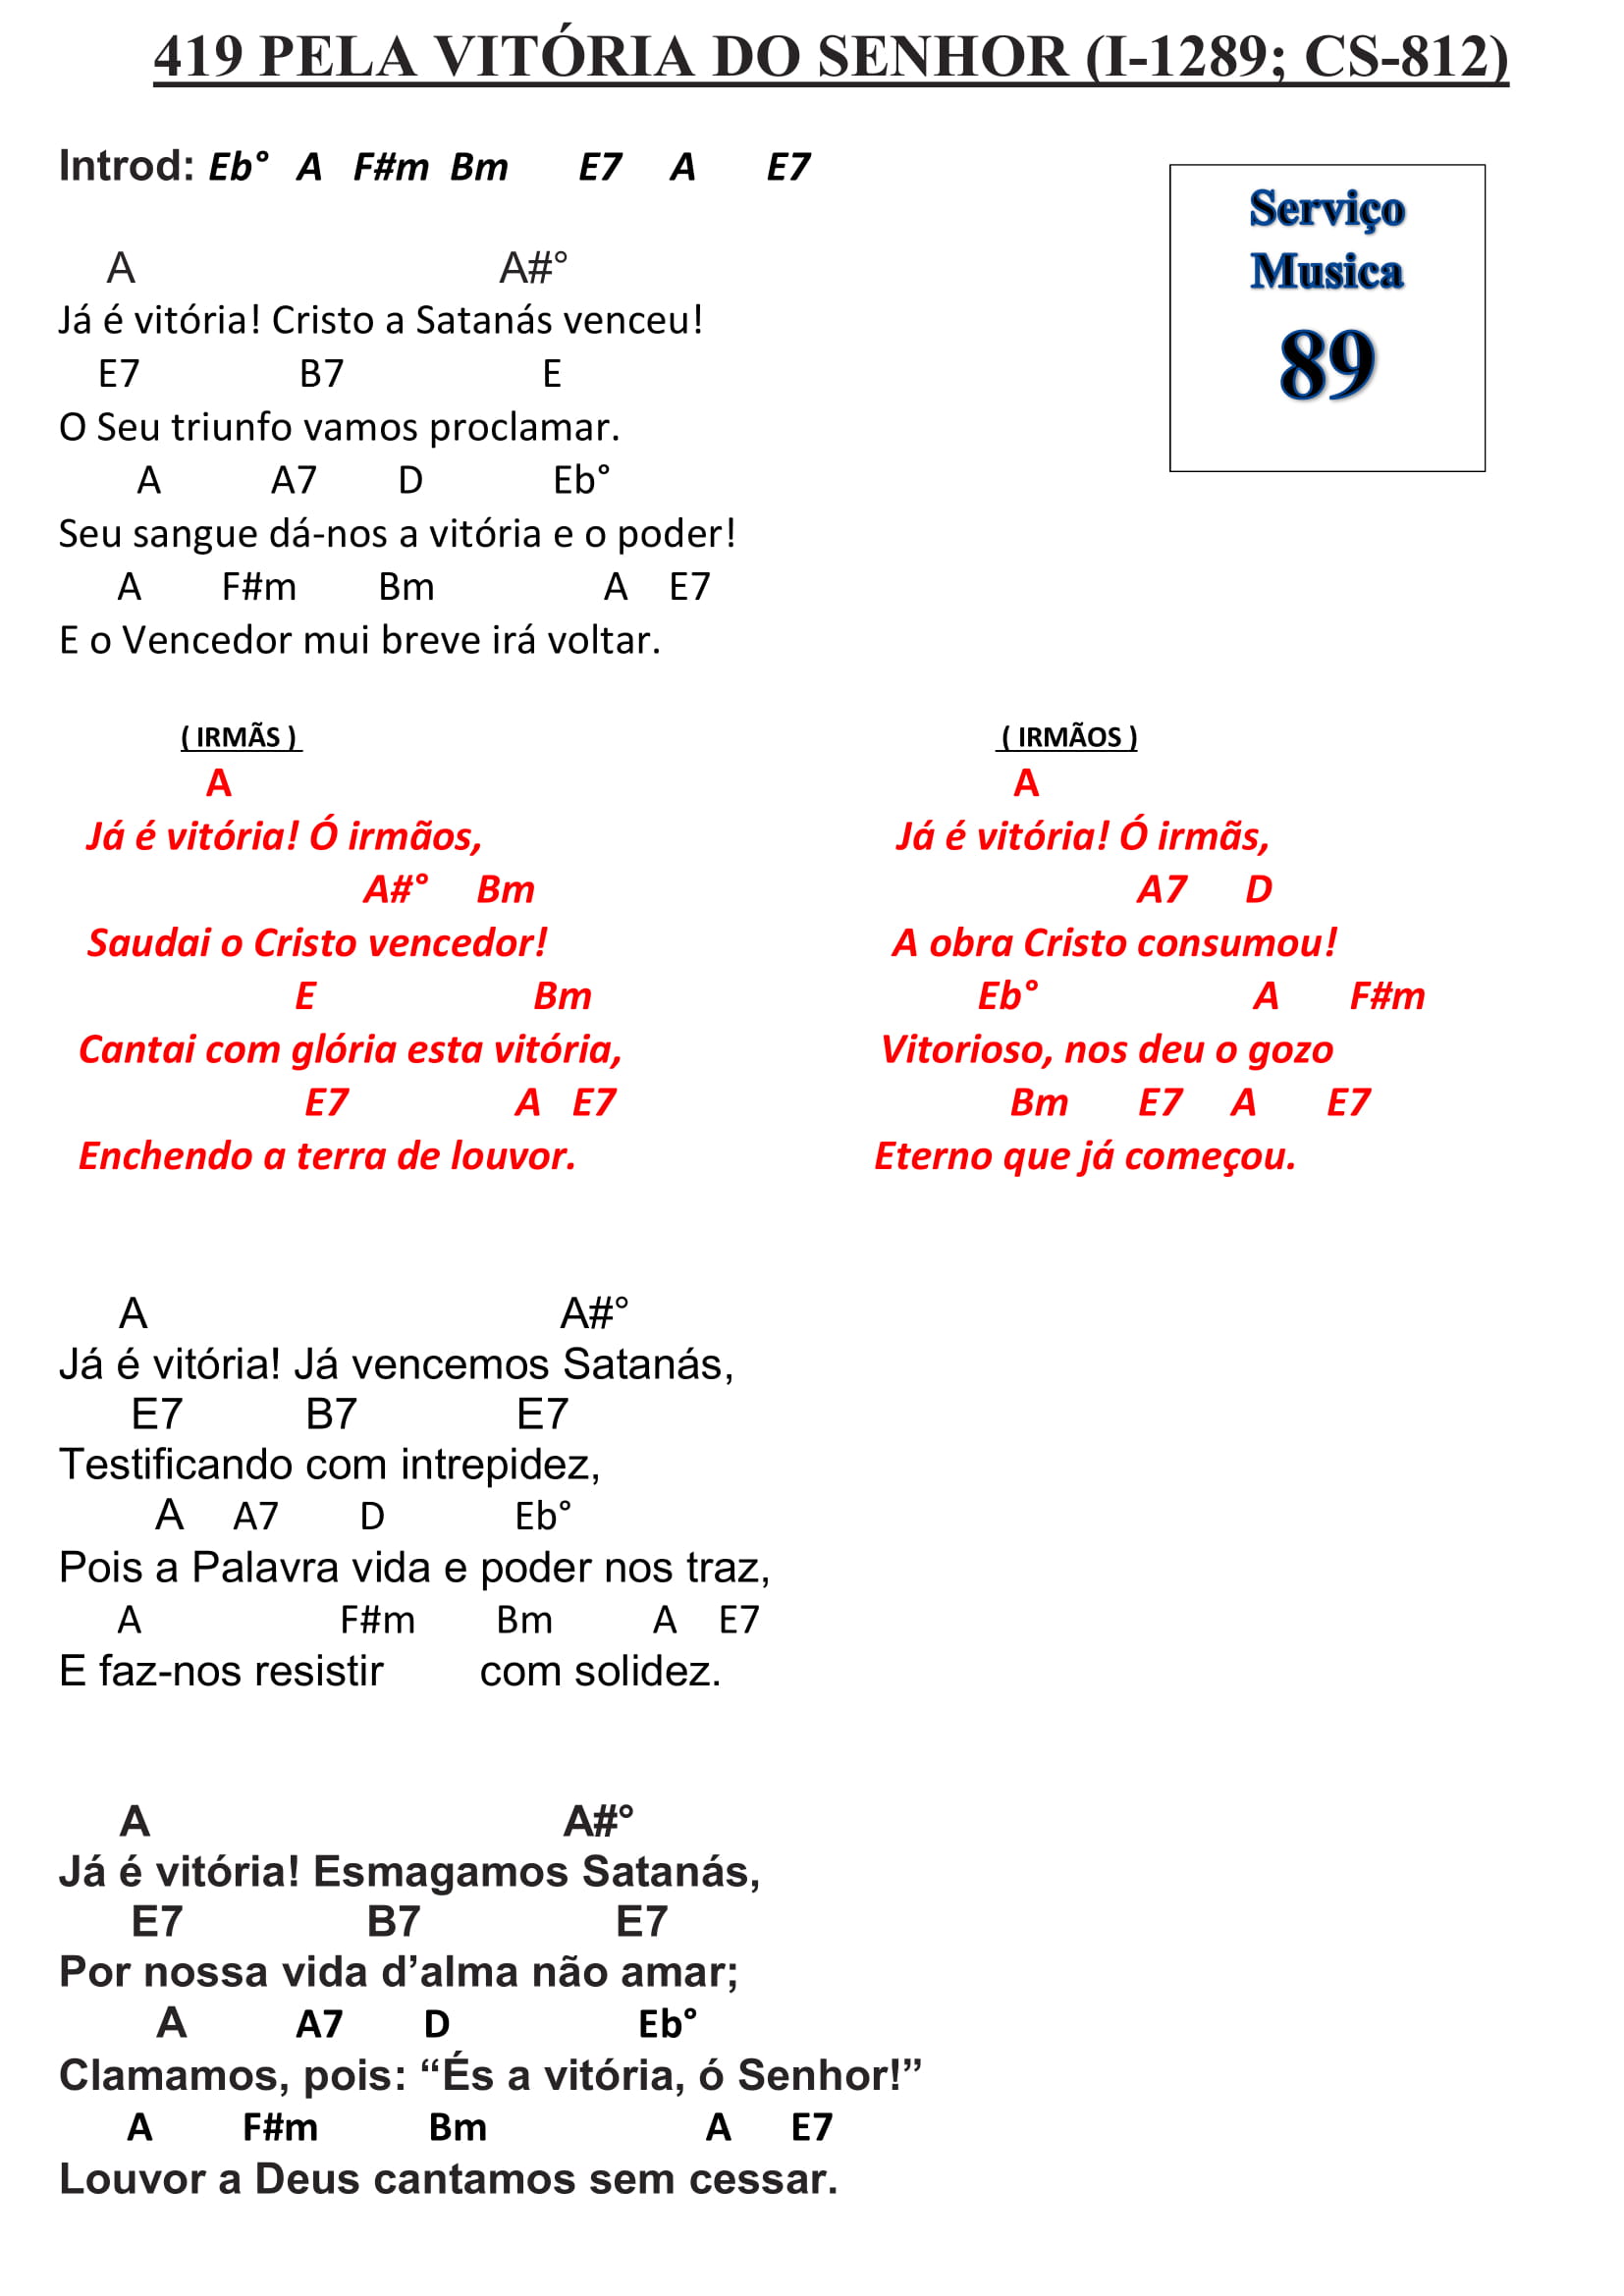 419 PELA VITÓRIA DO SENHOR (I-1289; CS-812)
Introd: Eb° A F#m Bm E7 A E7
Serviço
Musica
89
A A#°
Já é vitória! Cristo a Satanás venceu!
E7 B7 E
O Seu triunfo vamos proclamar.
A A7 D Eb°
Seu sangue dá-nos a vitória e o poder!
A F#m Bm A E7
E o Vencedor mui breve irá voltar.
( IRMÃS )
A
Já é vitória! Ó irmãos,
A#° Bm
Saudai o Cristo vencedor!
E Bm
Cantai com glória esta vitória,
E7 A E7
Enchendo a terra de louvor.
( IRMÃOS )
A
Já é vitória! Ó irmãs,
A7 D
A obra Cristo consumou!
Eb° A F#m
Vitorioso, nos deu o gozo
Bm E7 A E7
Eterno que já começou.
A A#°
Já é vitória! Já vencemos Satanás,
E7 B7 E7
Testificando com intrepidez,
A A7 D Eb°
Pois a Palavra vida e poder nos traz,
A F#m Bm A E7
E faz-nos resistir com solidez.
A A#°
Já é vitória! Esmagamos Satanás,
E7 B7 E7
Por nossa vida d’alma não amar;
A A7 D Eb°
Clamamos, pois: “És a vitória, ó Senhor!”
A F#m Bm A E7
Louvor a Deus cantamos sem cessar.